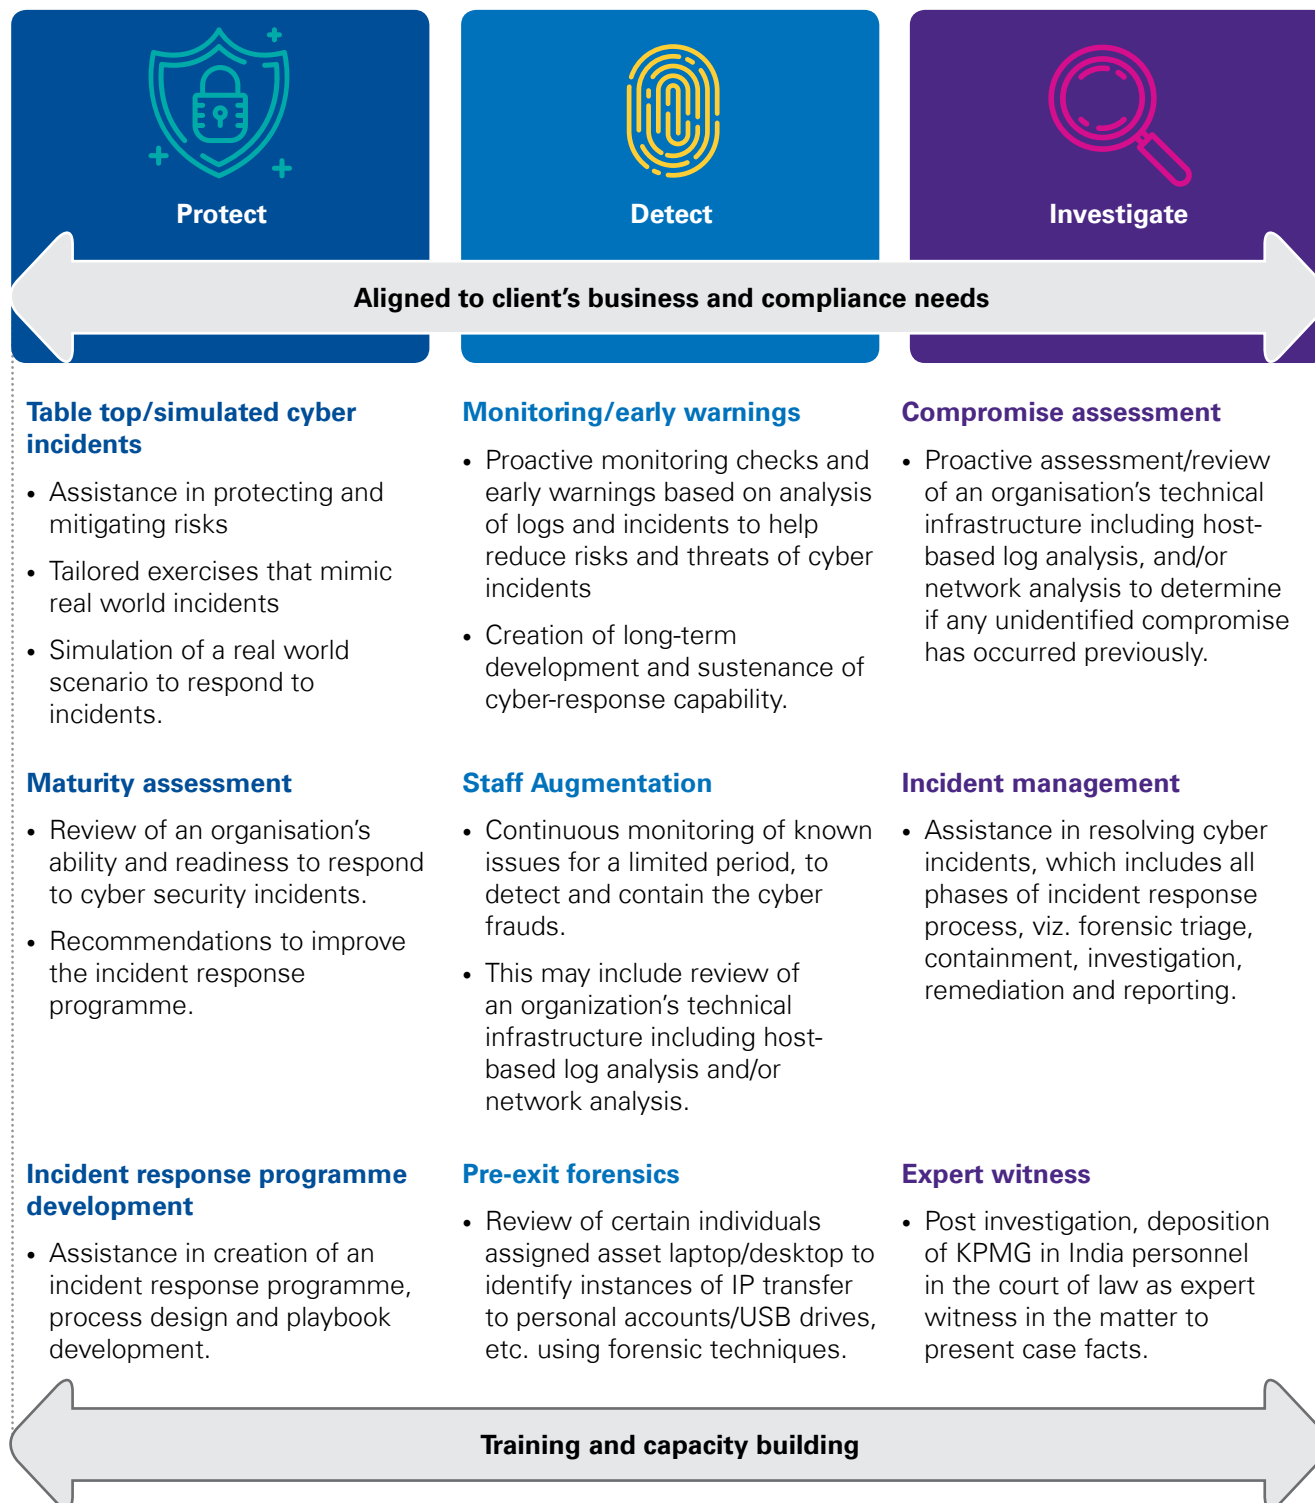 Protect
Detect
Investigate
Aligned to client’s business and compliance needs
Table top/simulated cyber
incidents
• Assistance in protecting and
mitigating risks
• Tailored exercises that mimic
real world incidents
• Simulation of a real world
scenario to respond to
incidents.
Monitoring/early warnings
• Proactive monitoring checks and
early warnings based on analysis
of logs and incidents to help
reduce risks and threats of cyber
incidents
• Creation of long-term
development and sustenance of
cyber-response capability.
Compromise assessment
• Proactive assessment/review
of an organisation’s technical
infrastructure including host-
based log analysis, and/or
network analysis to determine
if any unidentified compromise
has occurred previously.
Maturity assessment
• Review of an organisation’s
ability and readiness to respond
to cyber security incidents.
• Recommendations to improve
the incident response
programme.
Staff Augmentation
• Continuous monitoring of known
issues for a limited period, to
detect and contain the cyber
frauds.
• This may include review of
an organization’s technical
infrastructure including host-
based log analysis and/or
network analysis.
Incident management
• Assistance in resolving cyber
incidents, which includes all
phases of incident response
process, viz. forensic triage,
containment, investigation,
remediation and reporting.
Incident response programme
development
• Assistance in creation of an
incident response programme,
process design and playbook
development.
Pre-exit forensics
• Review of certain individuals
assigned asset laptop/desktop to
identify instances of IP transfer
to personal accounts/USB drives,
etc. using forensic techniques.
Expert witness
• Post investigation, deposition
of KPMG in India personnel
in the court of law as expert
witness in the matter to
present case facts.
Training and capacity building